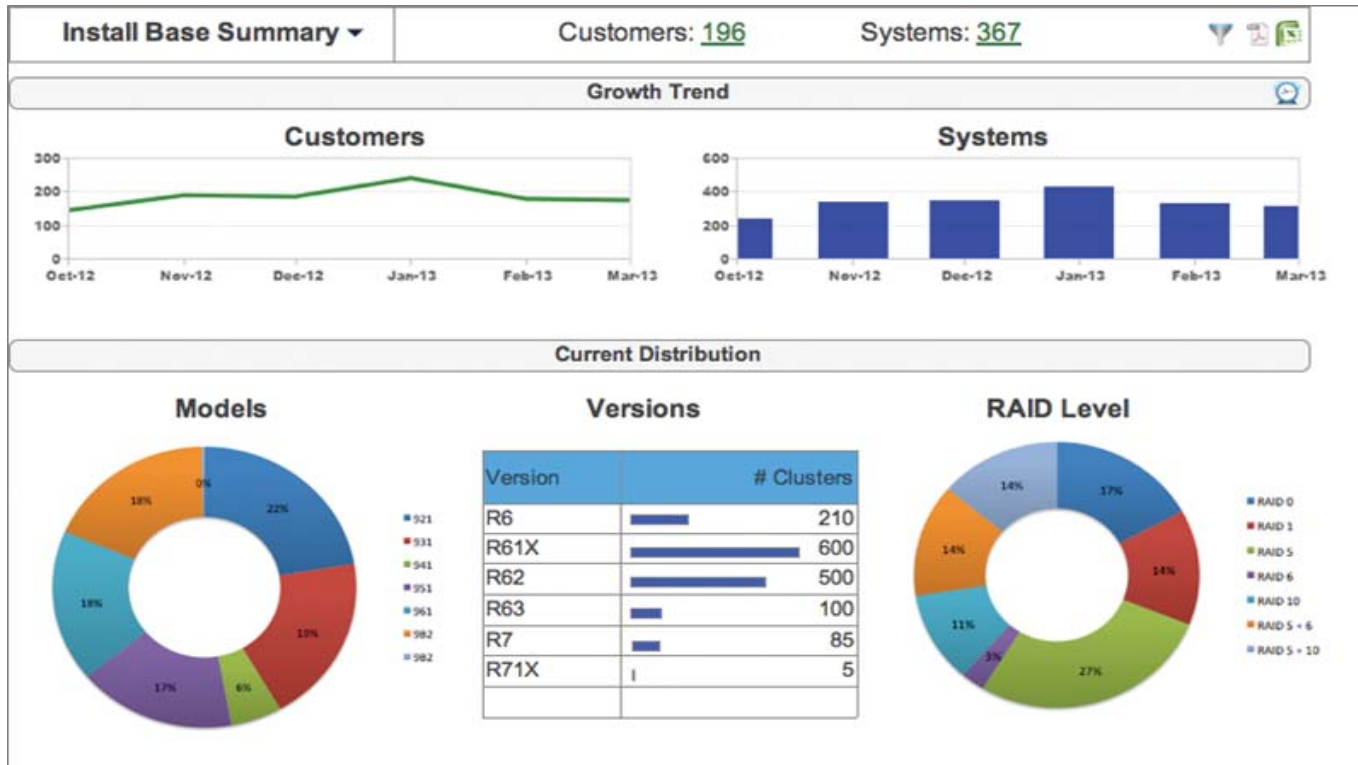 Install Base Summary
Customers: 196
Systems: 367
Growth Trend
Customers
300
200
100
0
Oct-12 Nov-12 Dec-12 Jan-13 Feb-13 Mar-13
Systems
600
400
200
0
Oct-12 Nov-12 Dec-12 Jan-13 Feb-13 Mar-13
Current Distribution
Models
0%
22%
19%
6%
17%
18%
18%
921
931
941
951
961
982
982
Versions
Version # Clusters
R6 210
R61X 600
R62 500
R63 100
R7 85
R71X 5
RAID Level
17%
14%
27%
3%
11%
14%
14%
RAID 0
RAID 1
RAID 5
RAID 6
RAID 10
RAID 5 + 6
RAID 5 + 10